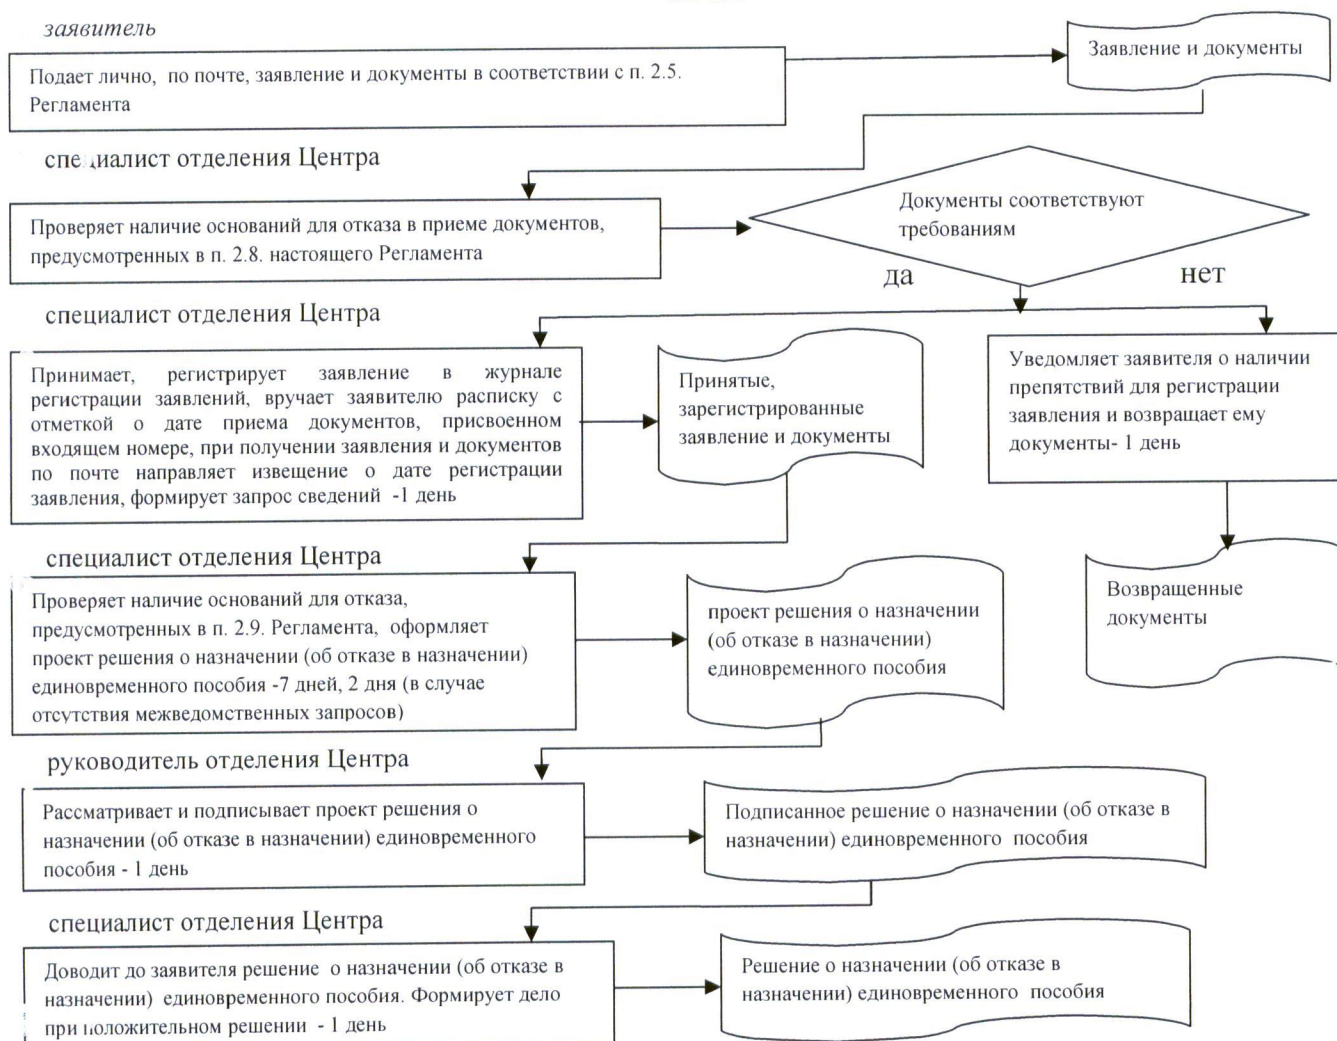 заявитель
Подает лично, по почте, заявление и документы в соответствии с п. 2.5.
Регламента
Заявление и документы
специалист отделения Центра
Проверяет наличие оснований для отказа в приеме документов,
предусмотренных в п. 2.8. настоящего Регламента
Документы соответствуют
требованиям
да
нет
специалист отделения Центра
Принимает, регистрирует заявление в журнале
регистрации заявлений, вручает заявителю расписку с
отметкой о дате приема документов, присвоенном
входящем номере, при получении заявления и документов
по почте направляет извещение о дате регистрации
заявления, формирует запрос сведений -1 день
Принятые,
зарегистрированные
заявление и документы
Уведомляет заявителя о наличии
препятствий для регистрации
заявления и возвращает ему
документы- 1 день
специалист отделения Центра
Проверяет наличие оснований для отказа,
предусмотренных в п. 2.9. Регламента, оформляет
проект решения о назначении (об отказе в назначении)
единовременного пособия -7 дней, 2 дня (в случае
отсутствия межведомственных запросов)
проект решения о назначении
(об отказе в назначении)
единовременного пособия
Возвращенные
документы
руководитель отделения Центра
Рассматривает и подписывает проект решения о
назначении (об отказе в назначении) единовременного
пособия - 1 день
Подписанное решение о назначении (об отказе в
назначении) единовременного пособия
специалист отделения Центра
Доводит до заявителя решение о назначении (об отказе в
назначении) единовременного пособия. Формирует дело
при положительном решении - 1 день
Решение о назначении (об отказе в
назначении) единовременного пособия